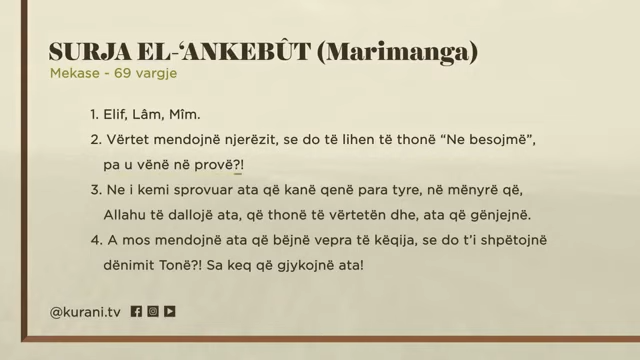 SURJA EL-‘ANKEBÛT (Marimanga)
Mekase - 69 vargje
1. Elif, Lâm, Mîm.
2. Vërtet mendojnë njerëzit, se do të lihen të thonë “Ne besojmë”,
pa u vënë në provë?!
3. Ne i kemi sprovuar ata që kanë qenë para tyre, në mënyrë që,
Allahu të dallojë ata, që thonë të vërtetën dhe, ata që gënjejnë.
4. A mos mendojnë ata që bëjnë vepra të këqija, se do t’i shpëtojnë
dënimit Tonë?! Sa keq që gjykojnë ata!
@kurani.tv